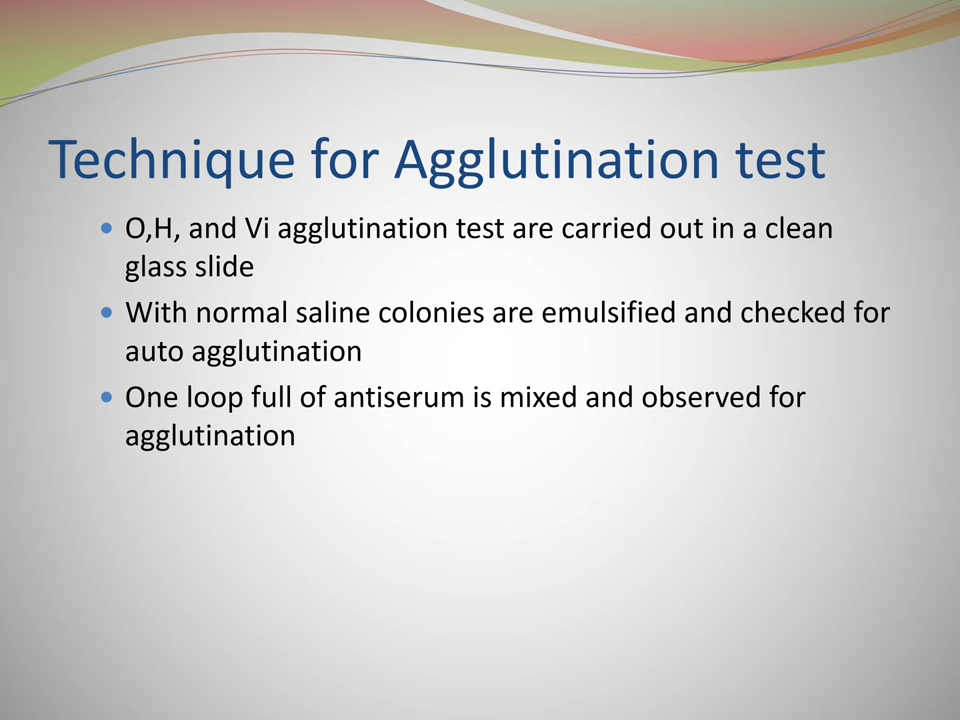 Technique for Agglutination test
• O,H, and Vi agglutination test are carried out in a clean
glass slide
• With normal saline colonies are emulsified and checked for
auto agglutination
• One loop full of antiserum is mixed and observed for
agglutination